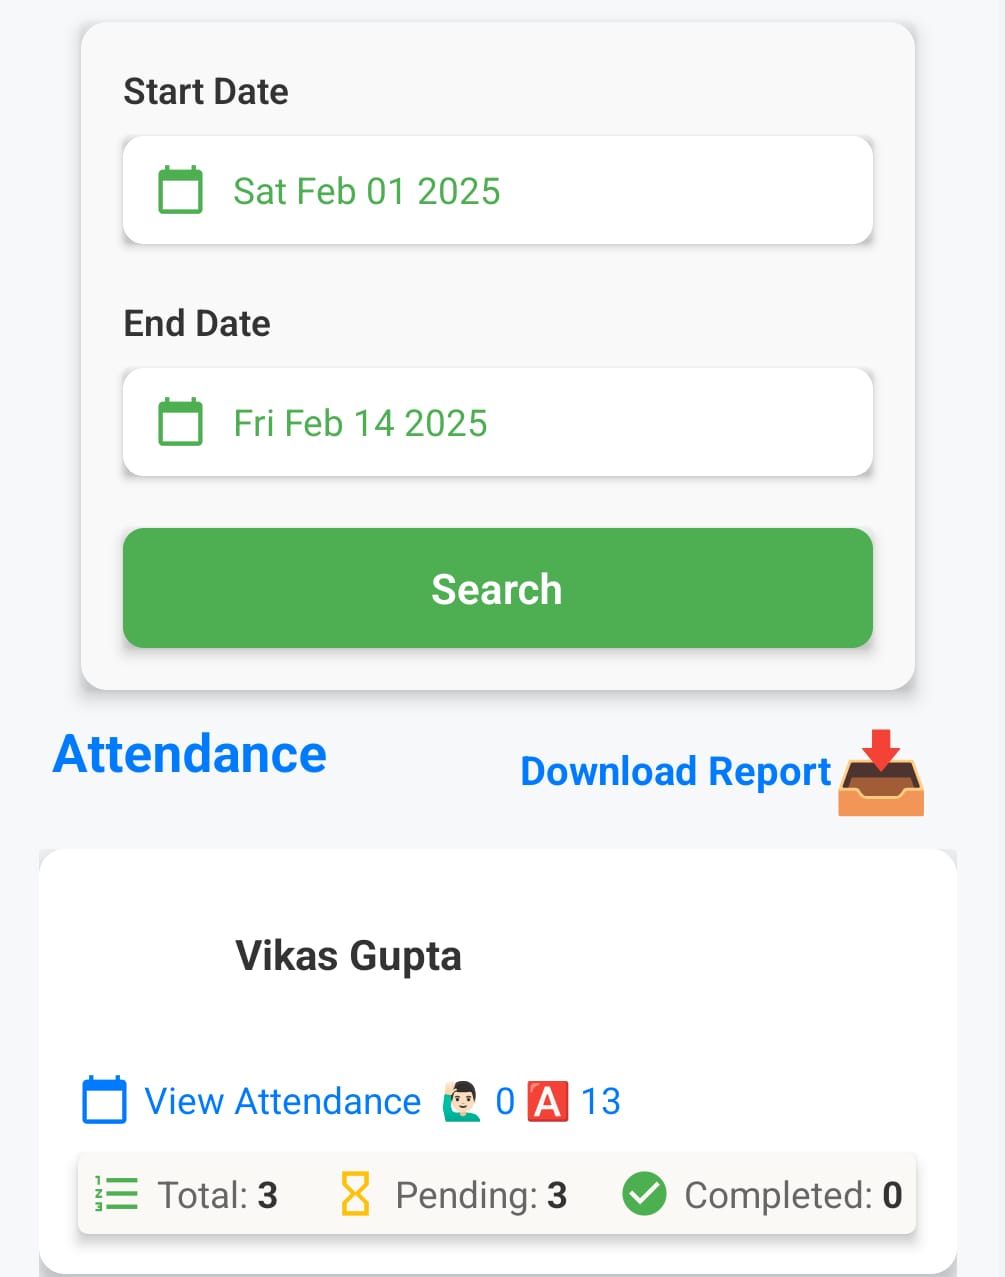 Start Date
Sat Feb 01 2025
End Date
Fri Feb 14 2025
Search
Attendance
Download Report
Vikas Gupta
View Attendance 🙋🏻‍♂️ 0 🅰️ 13
Total: 3 Pending: 3 Completed: 0